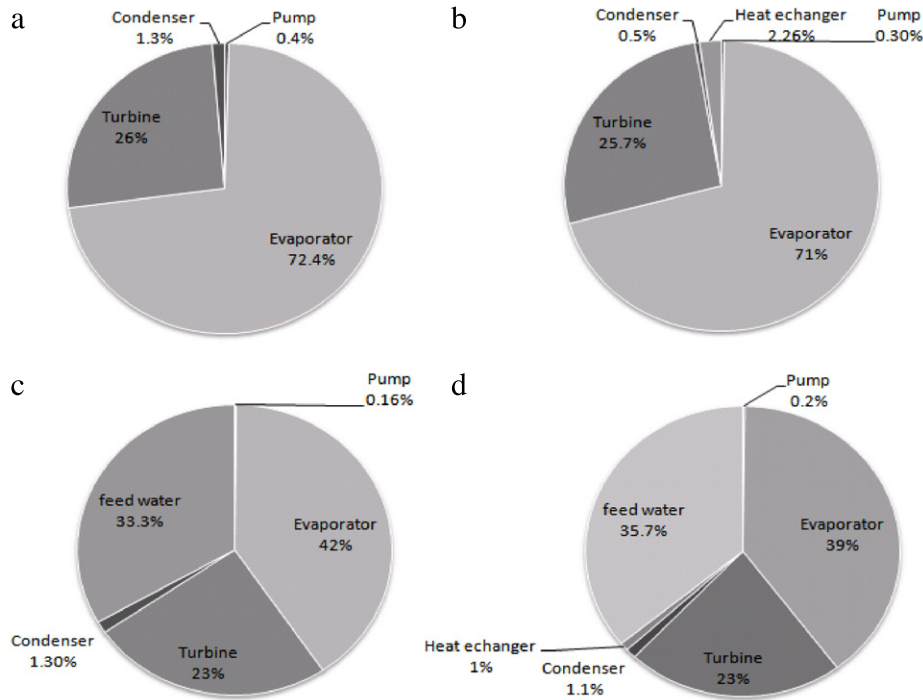 a
Condenser
1.3%
Pump
0.4%
Turbine
26%
Evaporator
72.4%
b
Condenser
0.5%
Heat echanger
2.26%
Pump
0.30%
Turbine
25.7%
Evaporator
71%
c
Pump
0.16%
feed water
33.3%
Evaporator
42%
Condenser
1.30%
Turbine
23%
d
Pump
0.2%
feed water
35.7%
Evaporator
39%
Heat echanger
1%
Condenser
1.1%
Turbine
23%